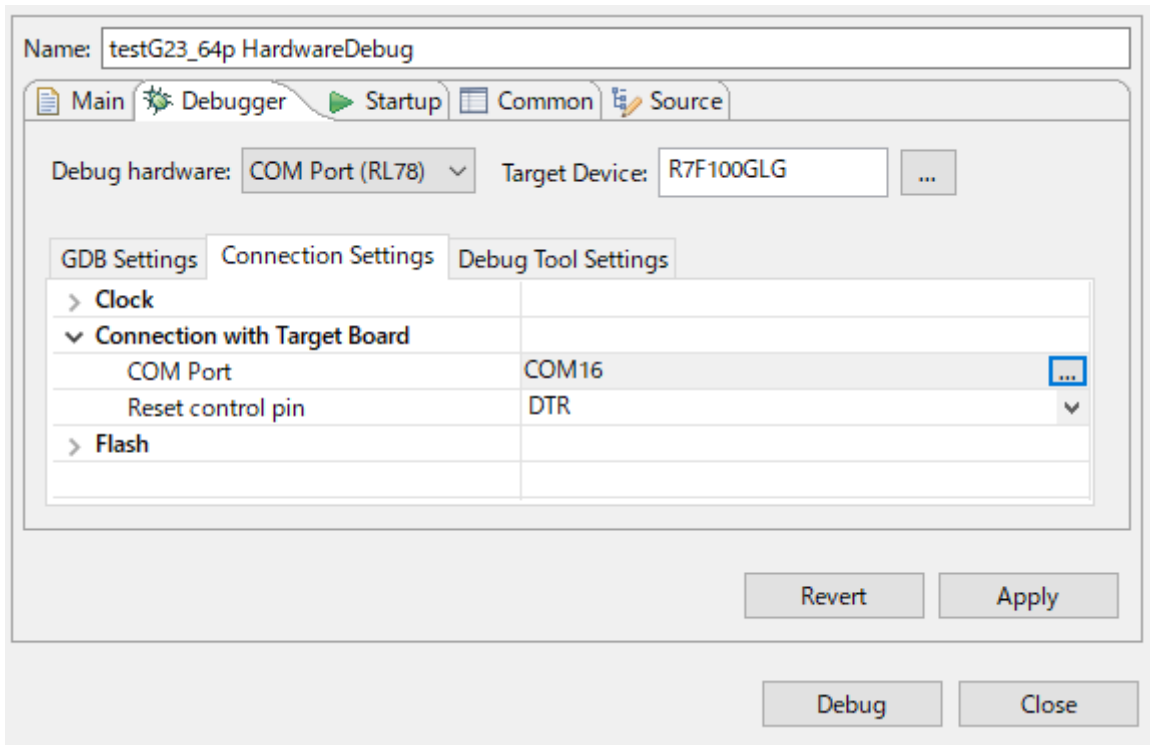 Name: testG23_64p HardwareDebug
Main Debugger Startup Common Source
Debug hardware: COM Port (RL78) Target Device: R7F100GLG ...
GDB Settings Connection Settings Debug Tool Settings
Clock
Connection with Target Board
COM Port COM16 ...
Reset control pin DTR
Flash
Revert Apply
Debug Close